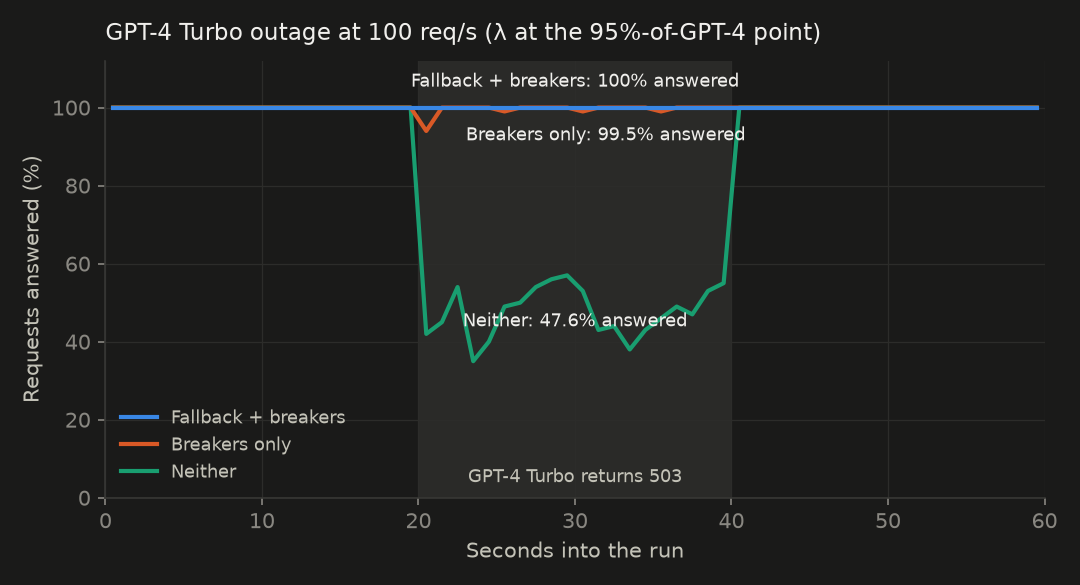 GPT-4 Turbo outage at 100 req/s (λ at the 95%-of-GPT-4 point)
Fallback + breakers: 100% answered
Breakers only: 99.5% answered
Neither: 47.6% answered
GPT-4 Turbo returns 503
Requests answered (%)
100
80
60
40
20
0
Fallback + breakers
Breakers only
Neither
0 10 20 30 40 50 60
Seconds into the run